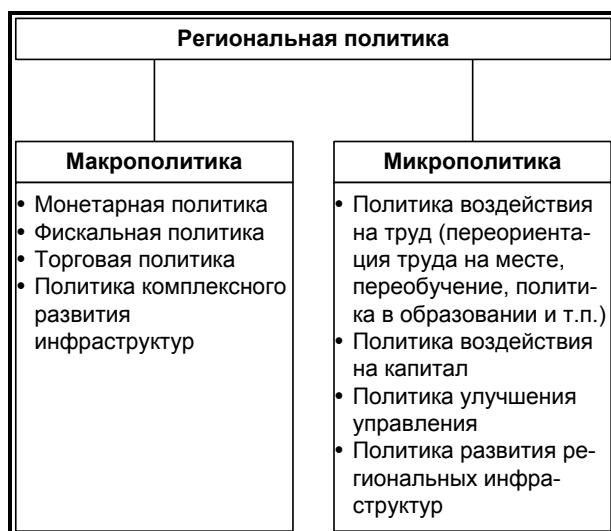 Региональная политика
Макрополитика
• Монетарная политика
• Фискальная политика
• Торговая политика
• Политика комплексного
развития
инфраструктур
Микрополитика
• Политика воздействия
на труд (переориента-
ция труда на месте,
переобучение, полити-
ка в образовании и т.п.)
• Политика воздействия
на капитал
• Политика улучшения
управления
• Политика развития ре-
гиональных инфра-
структур